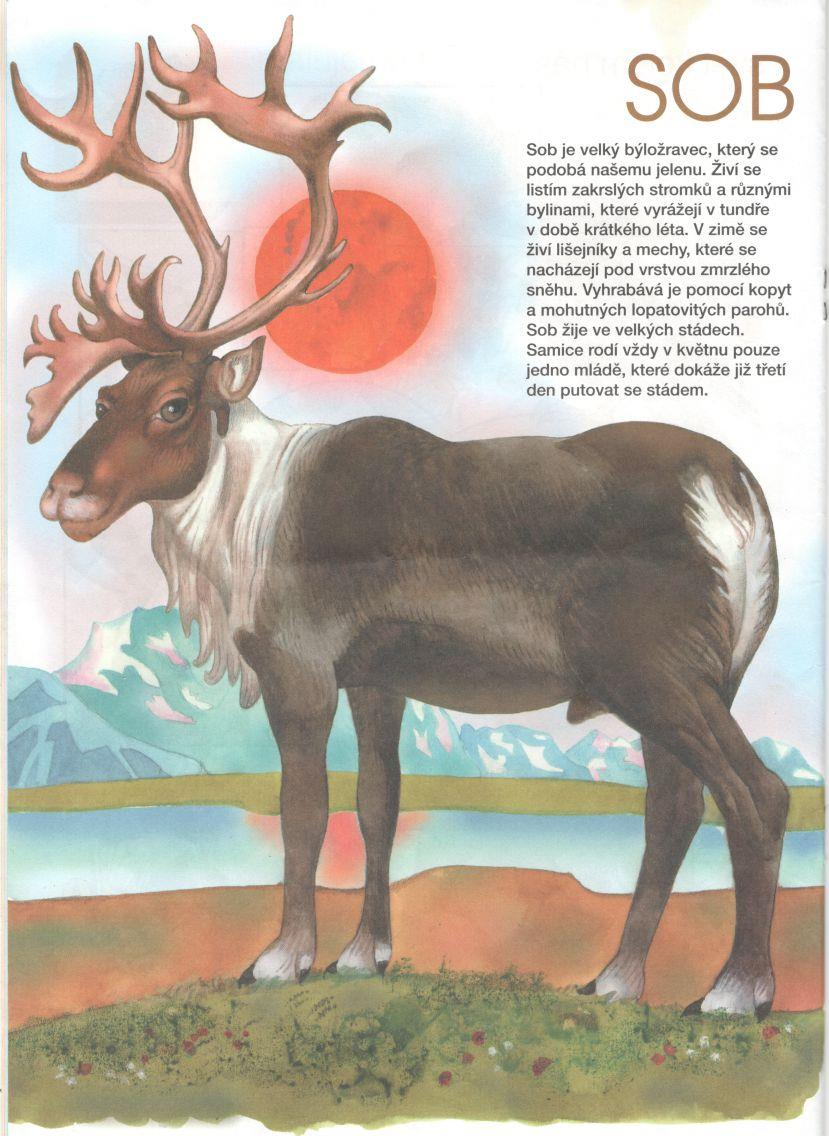 SOB
Sob je velký býložravec, který se
podobá našemu jelenu. Živí se
listím zakrslých stromků a různými
bylinami, které vyrážejí v tundře
v době krátkého léta. V zimě se
živí lišejníky a mechy, které se
nacházejí pod vrstvou zmrzlého
sněhu. Vyhrabává je pomocí kopyt
a mohutných lopatovitých parohů.
Sob žije ve velkých stádech.
Samice rodí vždy v květnu pouze
jedno mládě, které dokáže již třetí
den putovat se stádem.